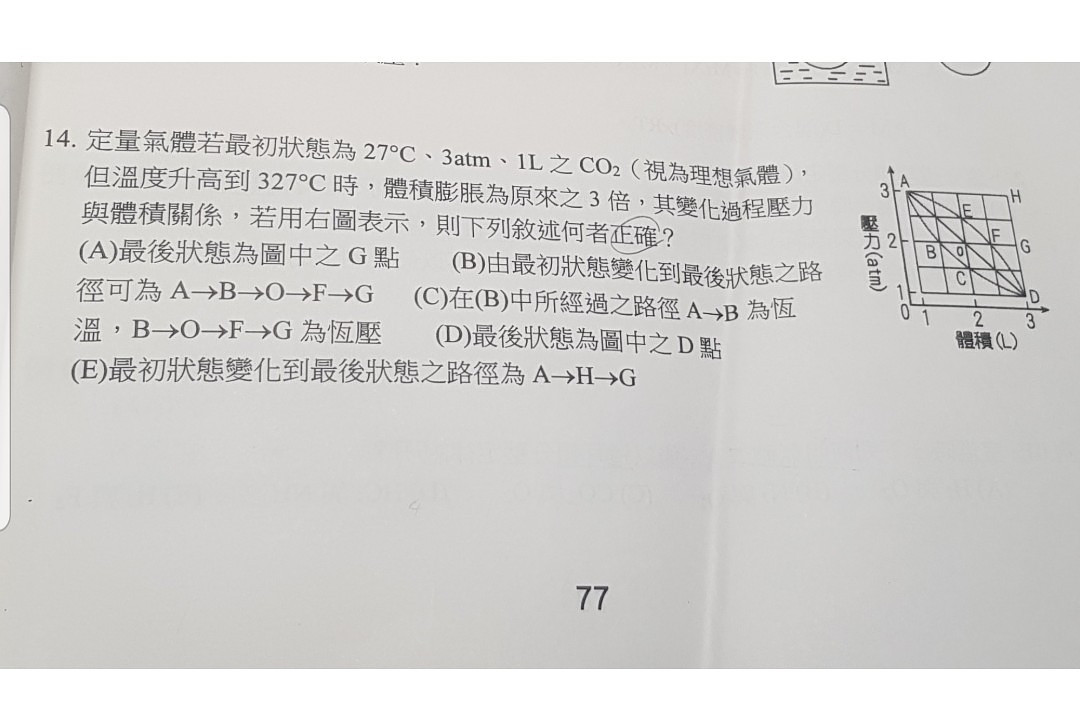 14. 定量氣體若最初狀態為 27°C、3atm、1L 之 CO₂（視為理想氣體），
但溫度升高到 327°C 時，體積膨脹為原來之 3 倍，其變化過程壓力
與體積關係，若用右圖表示，則下列敘述何者正確？
(A)最後狀態為圖中之 G 點 (B)由最初狀態變化到最後狀態之路
徑可為 A→B→O→F→G (C)在(B)中所經過之路徑 A→B 為恆
溫，B→O→F→G 為恆壓 (D)最後狀態為圖中之 D 點
(E)最初狀態變化到最後狀態之路徑為 A→H→G
3 A H
E
壓力(atm)
2 B O F G
C
1 D
0 1 2 3
體積(L)
77